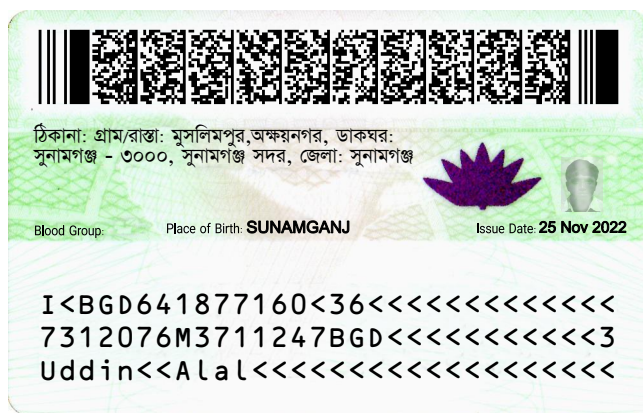 ঠিকানা: গ্রাম/রাস্তা: মুসলিমপুর,অক্ষয়নগর, ডাকঘর:
সুনামগঞ্জ - ৩০০০, সুনামগঞ্জ সদর, জেলা: সুনামগঞ্জ
Blood Group: Place of Birth: SUNAMGANJ Issue Date: 25 Nov 2022
I<BGD641877160<36<<<<<<<<<<<<<
7312076M3711247BGD<<<<<<<<<<<3
Uddin<<Alal<<<<<<<<<<<<<<<<<<<